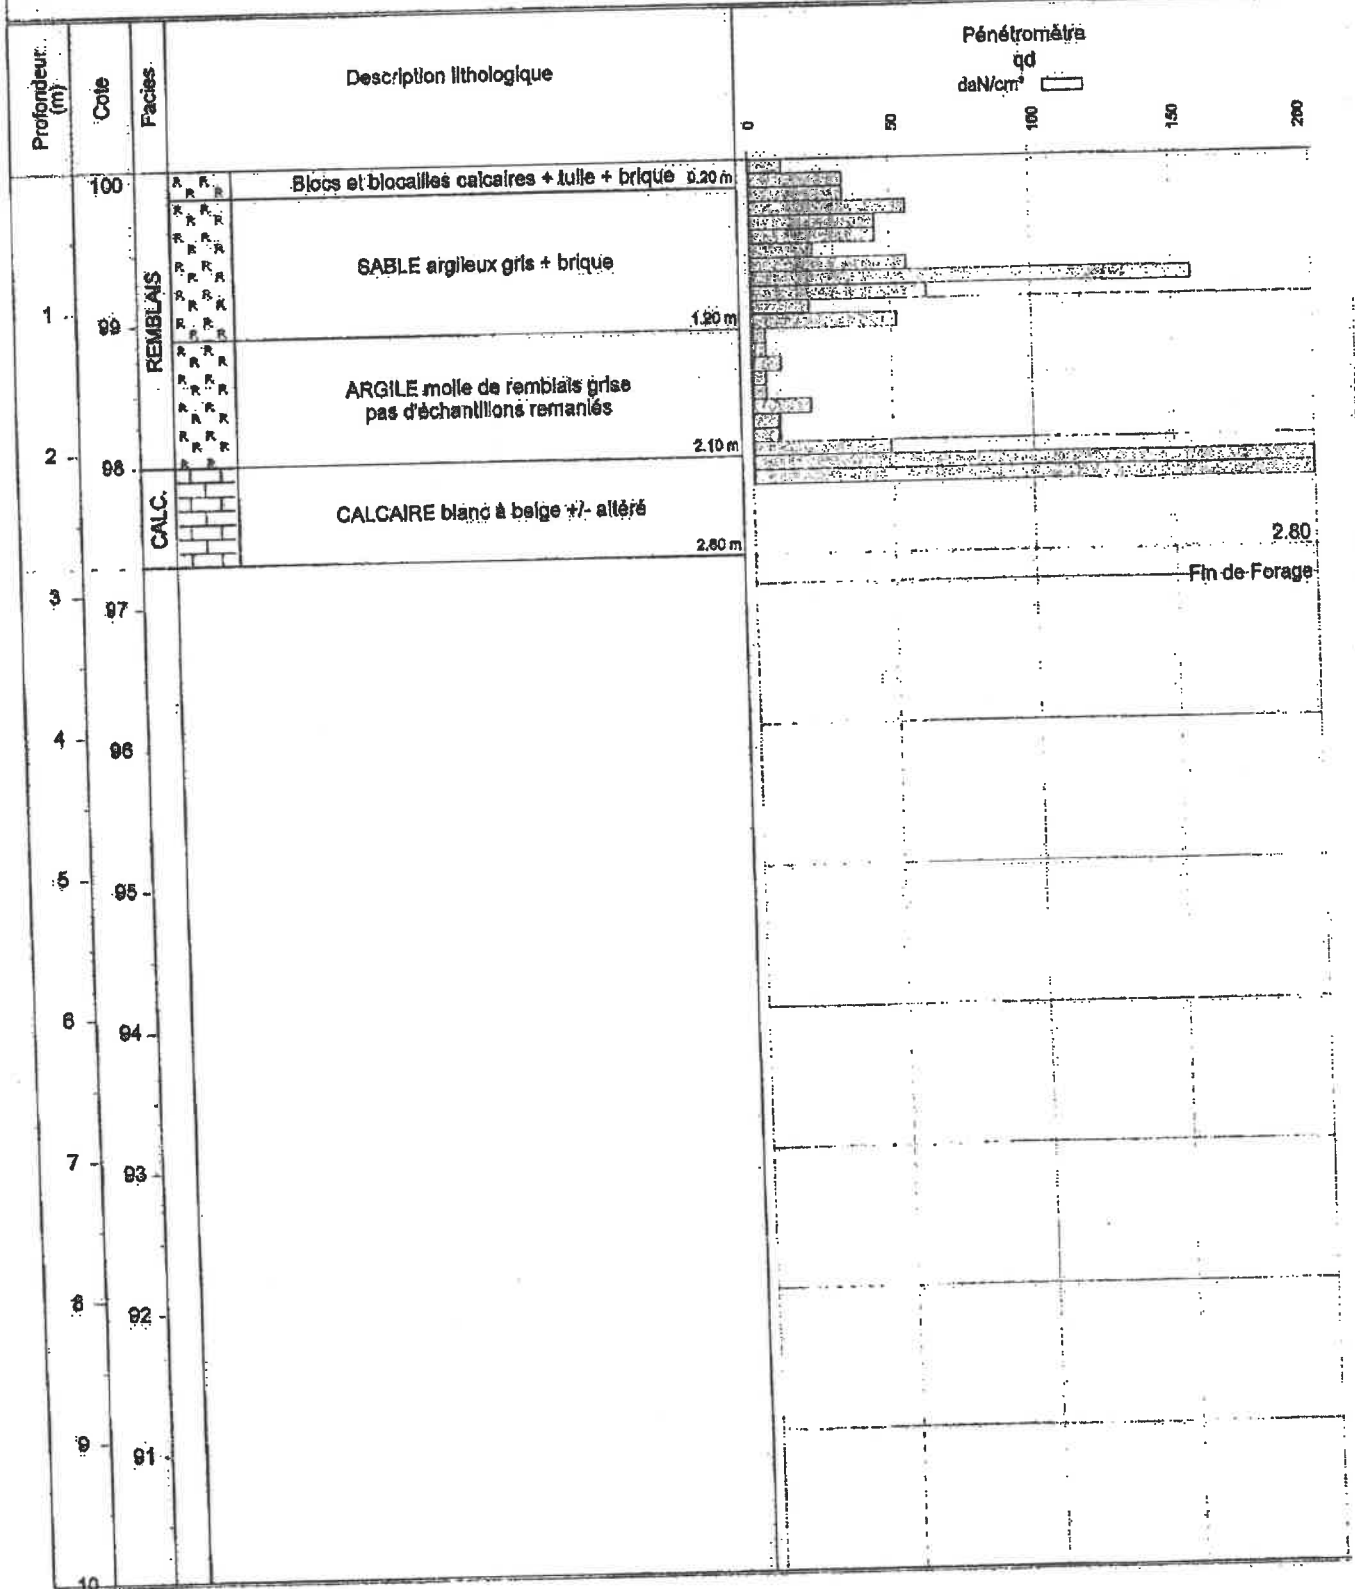 Profondeur (m)
Cote
Facies
Description lithologique
Pénétromètre
qd
daN/cm²
0
50
100
150
200
100
Blocs et blocailles calcaires + tuile + brique 0.20 m
REMBLAIS
SABLE argileux gris + brique
1
99
1.20 m
ARGILE molle de remblais grise
pas d'échantillons remaniés
2
98
2.10 m
CALC.
CALCAIRE blanc à beige +/- altéré
2.80 m
2.80
Fin de Forage
3
97
4
96
5
95
6
94
7
93
8
92
9
91
10